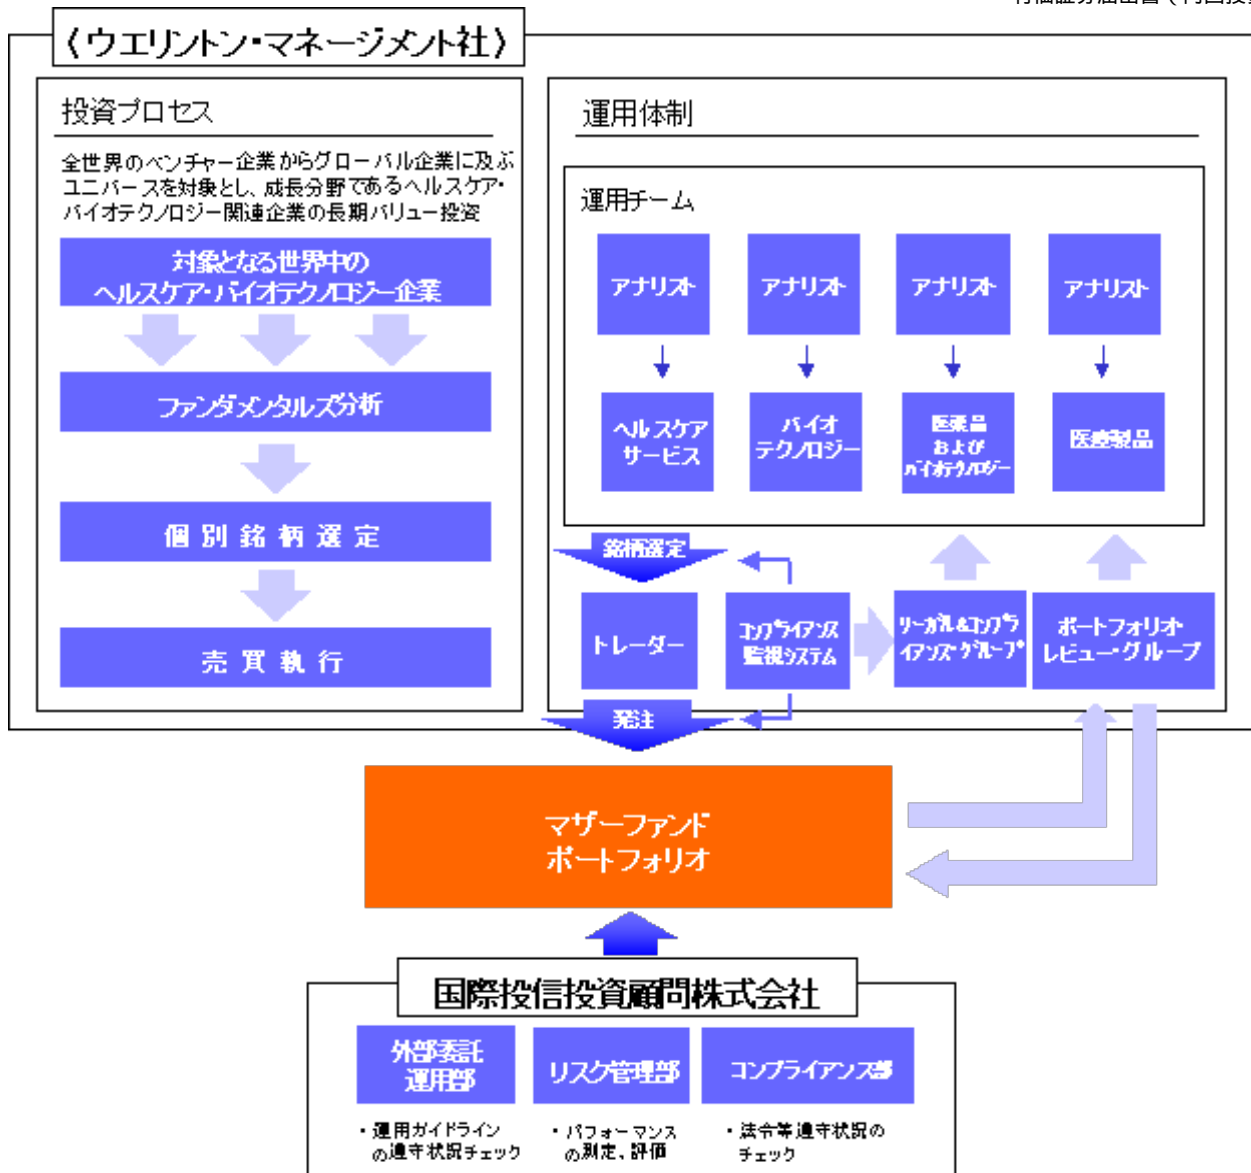 〈ウエリントン・マネージメント社〉
投資プロセス
全世界のベンチャー企業からグローバル企業に及ぶ
ユニバースを対象とし、成長分野であるヘルスケア・
バイオテクノロジー関連企業の長期バリュー投資
対象となる世界中の
ヘルスケア・バイオテクノロジー企業
ファンダメンタルズ分析
個別銘柄選定
売買執行
運用体制
運用チーム
アナリスト
アナリスト
アナリスト
アナリスト
ヘルスケア
サービス
バイオ
テクノロジー
医薬品
および
バイオテクノロジー
医療製品
銘柄選定
トレーダー
コンプライアンス
監視システム
リーガル&コンプラ
イアンス・グループ
ポートフォリオ・
レビュー・グループ
発注
マザーファンド
ポートフォリオ
国際投信投資顧問株式会社
外部委託
運用部
リスク管理部
コンプライアンス部
・運用ガイドライン
の遵守状況チェック
・パフォーマンス
の測定、評価
・法令等遵守状況の
チェック